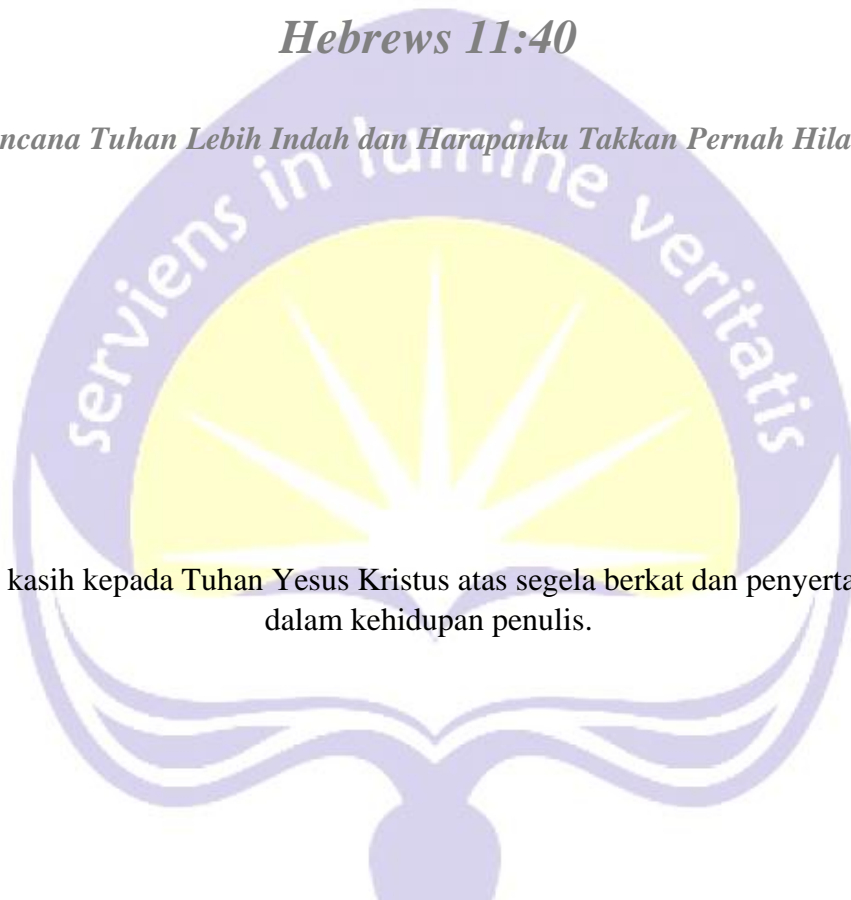 Hebrews 11:40
ncana Tuhan Lebih Indah dan Harapanku Takkan Pernah Hila
serviens in lumine veritatis
kasih kepada Tuhan Yesus Kristus atas segela berkat dan penyerta
dalam kehidupan penulis.